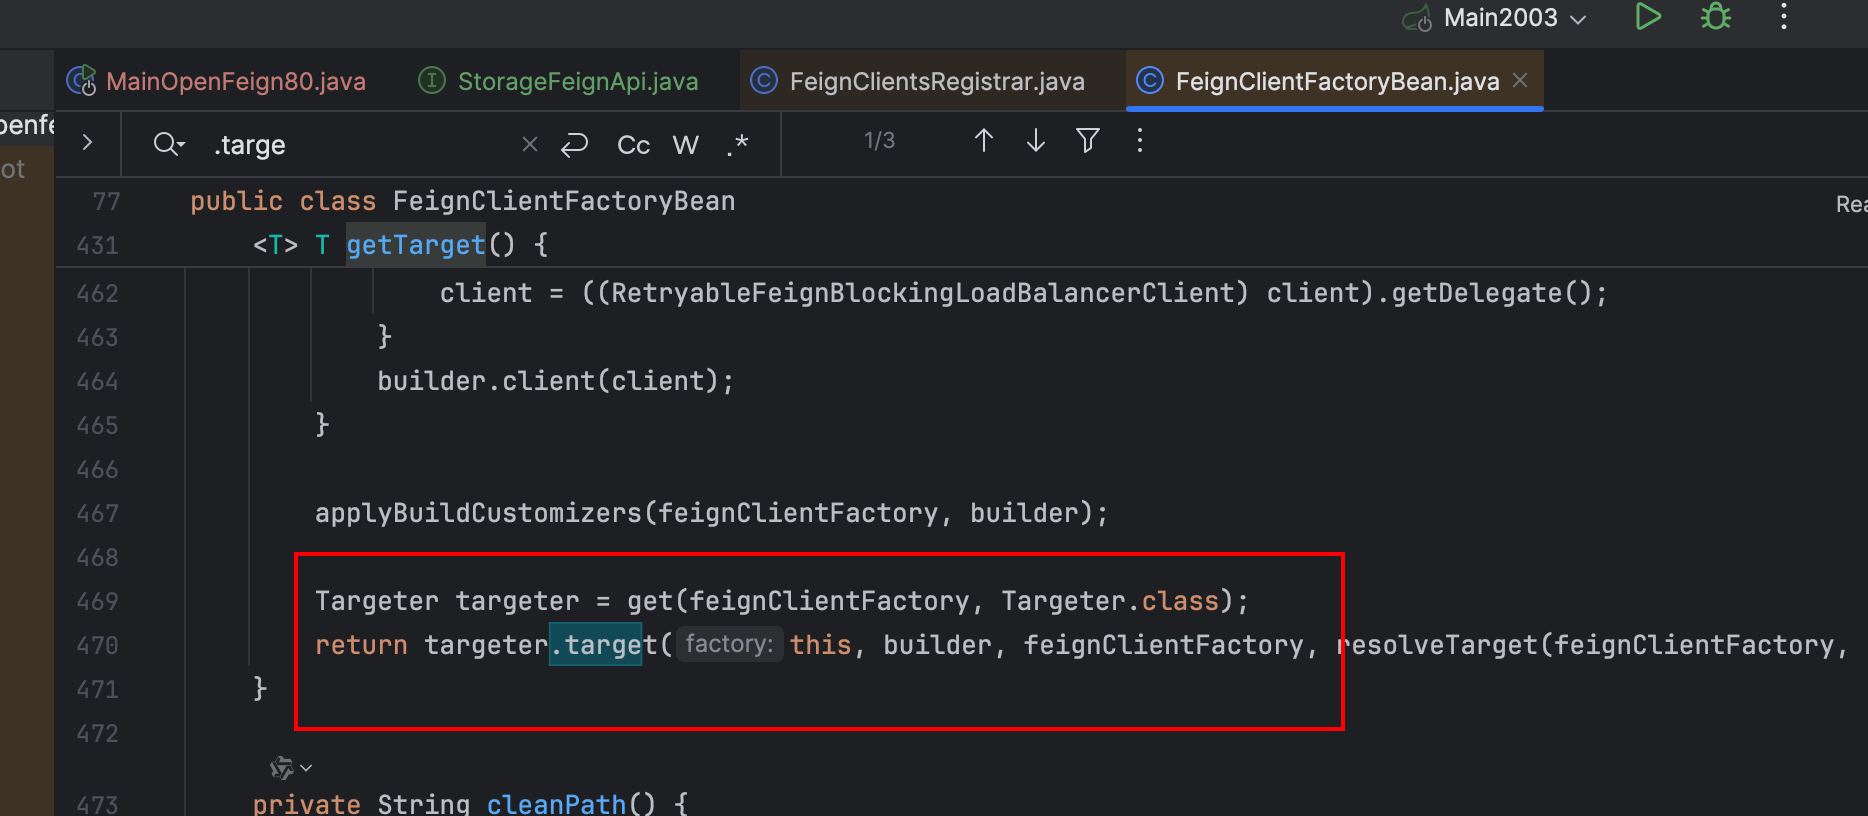 Main2003
MainOpenFeign80.java StorageFeignApi.java FeignClientsRegistrar.java FeignClientFactoryBean.java
penfe
.targe Cc W .* 1/3
ot
77 public class FeignClientFactoryBean Rea
431 <T> T getTarget() {
462 client = ((RetryableFeignBlockingLoadBalancerClient) client).getDelegate();
463 }
464 builder.client(client);
465 }
466
467 applyBuildCustomizers(feignClientFactory, builder);
468
469 Targeter targeter = get(feignClientFactory, Targeter.class);
470 return targeter.target( factory: this, builder, feignClientFactory, resolveTarget(feignClientFactory,
471 }
472
473 private String cleanPath() {